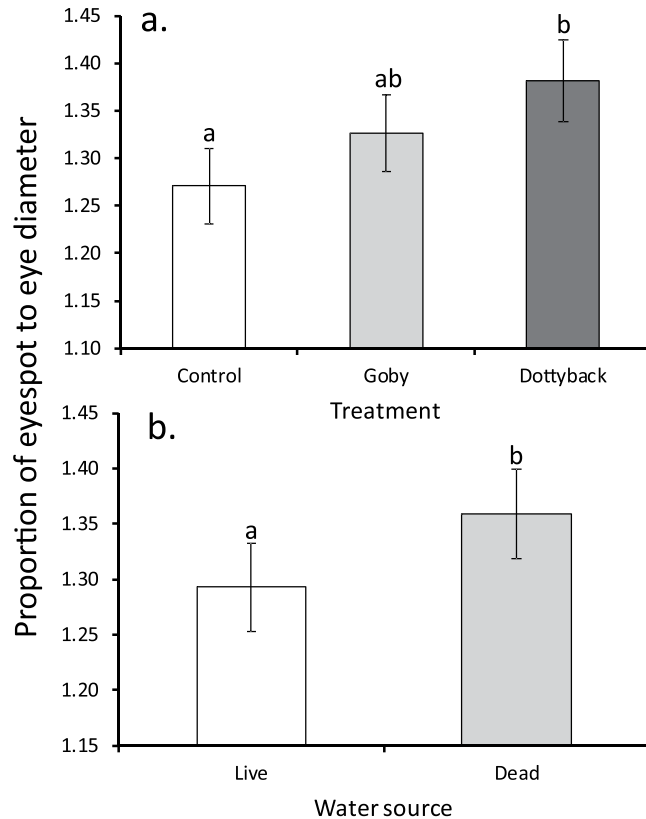 Proportion of eyespot to eye diameter
a.
1.45
1.40
1.35
1.30
1.25
1.20
1.15
1.10
a
ab
b
Control Goby Dottyback
Treatment
b.
1.45
1.40
1.35
1.30
1.25
1.20
1.15
a
b
Live Dead
Water source